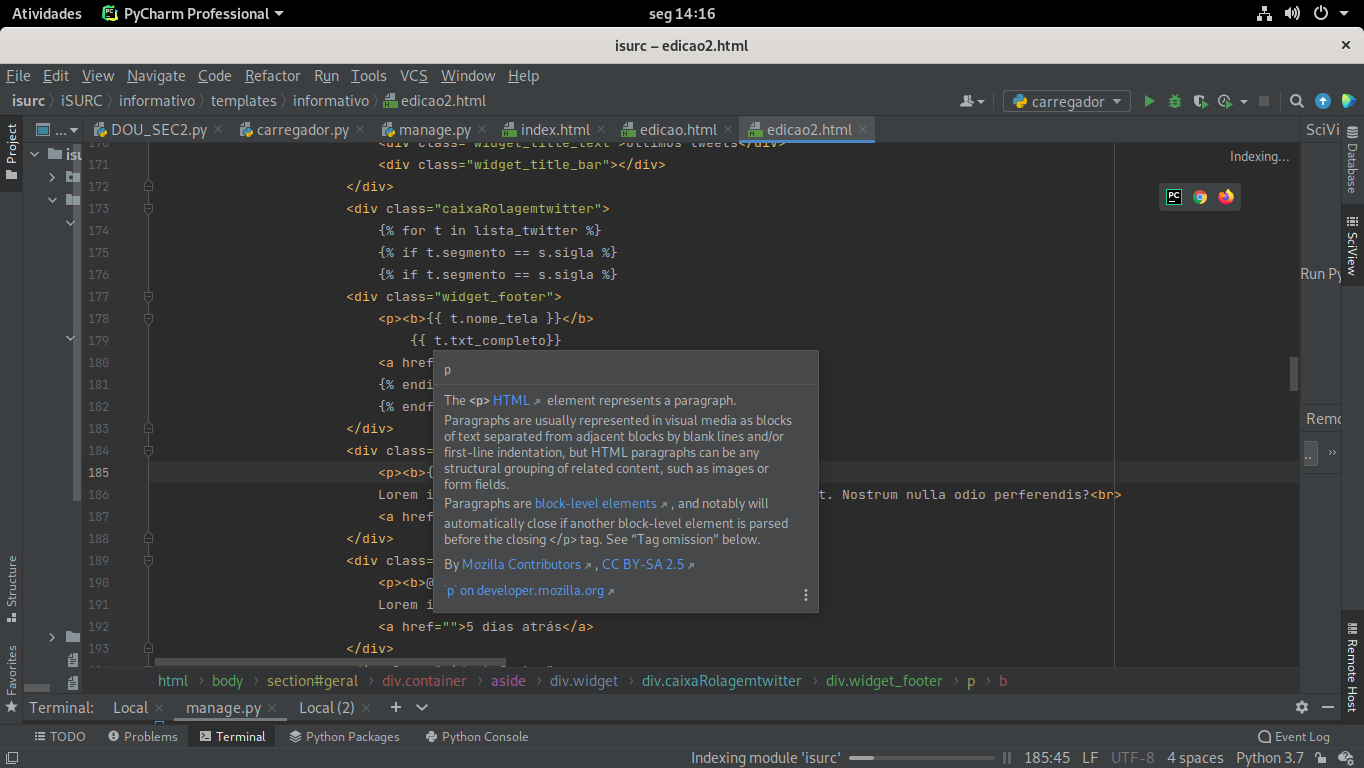 Atividades PyCharm Professional seg 14:16
isurc – edicao2.html
File Edit View Navigate Code Refactor Run Tools VCS Window Help
isurc iSURC informativo templates informativo edicao2.html carregador
Project ... DOU_SEC2.py carregador.py manage.py index.html edicao.html edicao2.html SciVi
170 <div class="widget_title_text">Últimos tweets</div>
171 <div class="widget_title_bar"></div>
Indexing...
172 </div>
173 <div class="caixaRolagemtwitter">
174 {% for t in lista_twitter %}
175 {% if t.segmento == s.sigla %}
176 {% if t.segmento == s.sigla %}
177 <div class="widget_footer">
178 <p><b>{{ t.nome_tela }}</b>
179 {{ t.txt_completo}}
180 <a href
181 {% endi
182 {% endf
183 </div>
184 <div class=
185 <p><b>{
186 Lorem i t. Nostrum nulla odio perferendis?<br>
187 <a href
188 </div>
189 <div class=
190 <p><b>@
191 Lorem i
192 <a href="">5 dias atrás</a>
193 </div>
isu
p
The <p> HTML element represents a paragraph.
Paragraphs are usually represented in visual media as blocks
of text separated from adjacent blocks by blank lines and/or
first-line indentation, but HTML paragraphs can be any
structural grouping of related content, such as images or
form fields.
Paragraphs are block-level elements , and notably will
automatically close if another block-level element is parsed
before the closing </p> tag. See “Tag omission” below.
By Mozilla Contributors , CC BY-SA 2.5
'p' on developer.mozilla.org
Structure
Favorites
Database
SciView
Run Py
Remo
..
Remote Host
html body section#geral div.container aside div.widget div.caixaRolagemtwitter div.widget_footer p b
Terminal: Local manage.py Local (2)
TODO Problems Terminal Python Packages Python Console Event Log
Indexing module 'isurc' 185:45 LF UTF-8 4 spaces Python 3.7